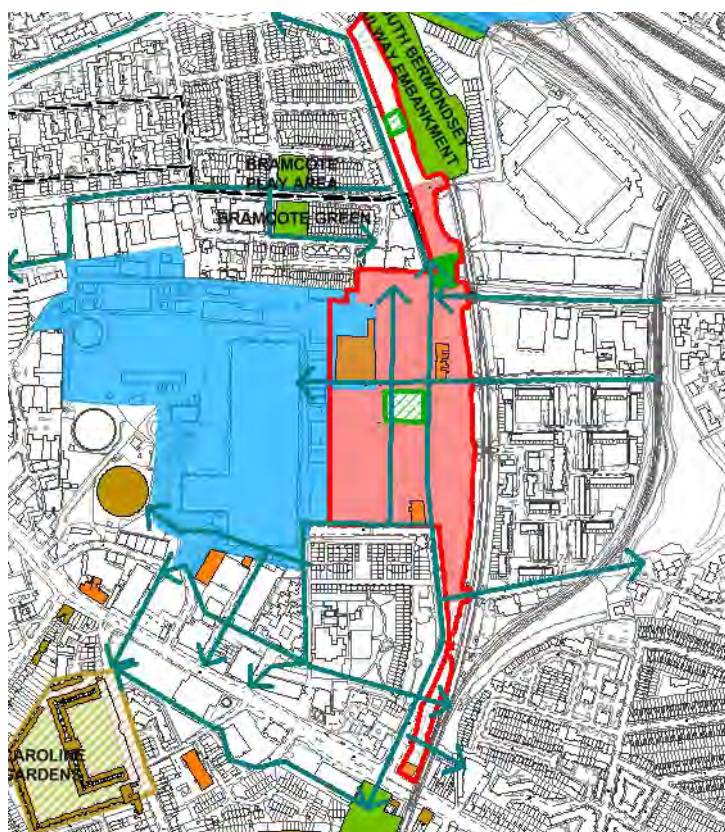 SOUTH BERMONDSEY
RAILWAY EMBANKMENT
BRAMCOTE
PLAY AREA
BRAMCOTE GREEN
CAROLINE
GARDENS